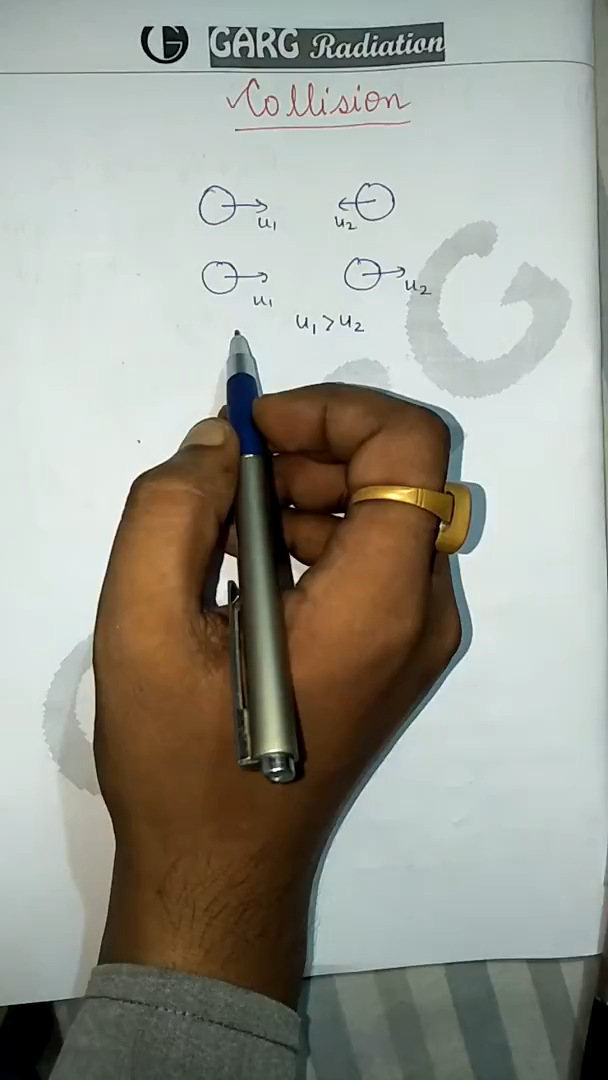 G GARG Radiation
Collision
u₁ u₂
u₁ u₂
u₁ > u₂
G